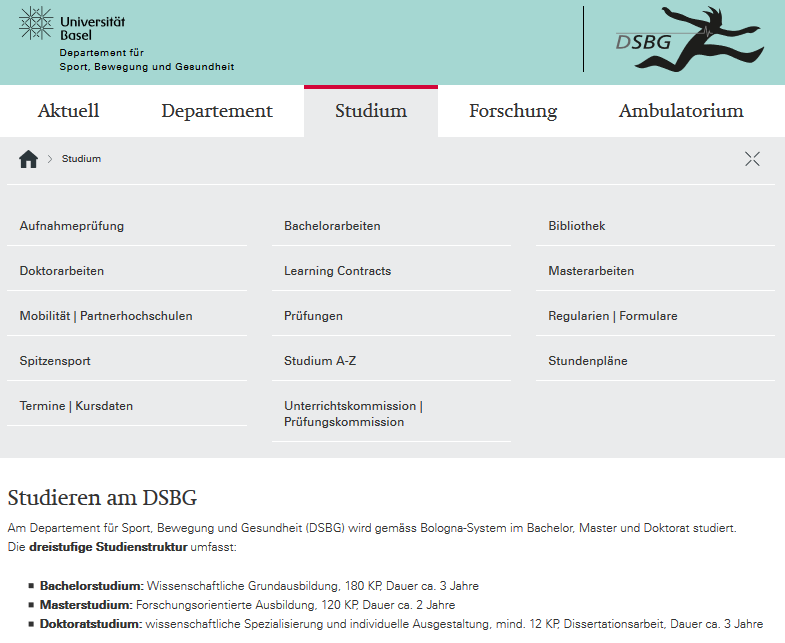 Universität
Basel
Departement für
Sport, Bewegung und Gesundheit
DSBG
Aktuell Departement Studium Forschung Ambulatorium
Studium
Aufnahmeprüfung Bachelorarbeiten Bibliothek
Doktorarbeiten Learning Contracts Masterarbeiten
Mobilität | Partnerhochschulen Prüfungen Regularien | Formulare
Spitzensport Studium A-Z Stundenpläne
Termine | Kursdaten Unterrichtskommission |
Prüfungskommission
Studieren am DSBG
Am Departement für Sport, Bewegung und Gesundheit (DSBG) wird gemäss Bologna-System im Bachelor, Master und Doktorat studiert.
Die dreistufige Studienstruktur umfasst:
Bachelorstudium: Wissenschaftliche Grundausbildung, 180 KP, Dauer ca. 3 Jahre
Masterstudium: Forschungsorientierte Ausbildung, 120 KP, Dauer ca. 2 Jahre
Doktoratstudium: wissenschaftliche Spezialisierung und individuelle Ausgestaltung, mind. 12 KP, Dissertationsarbeit, Dauer ca. 3 Jahre